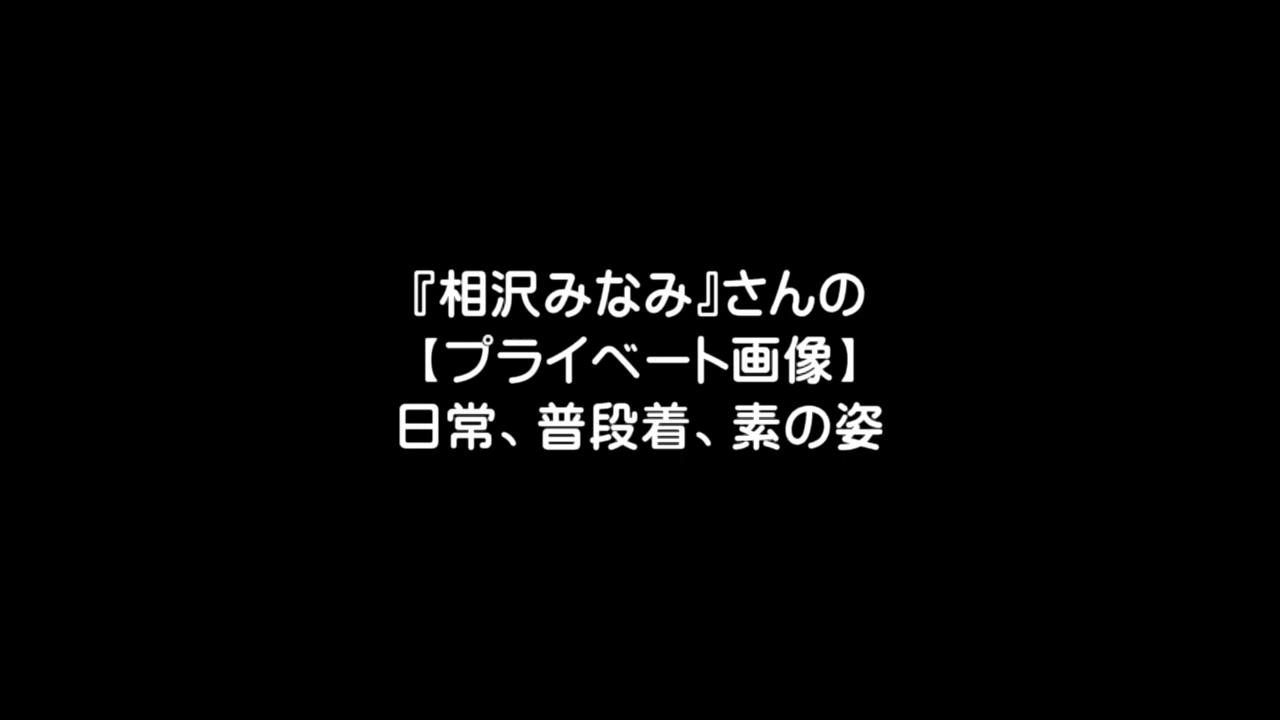 『相沢みなみ』さんの
【プライベート画像】
日常、普段着、素の姿